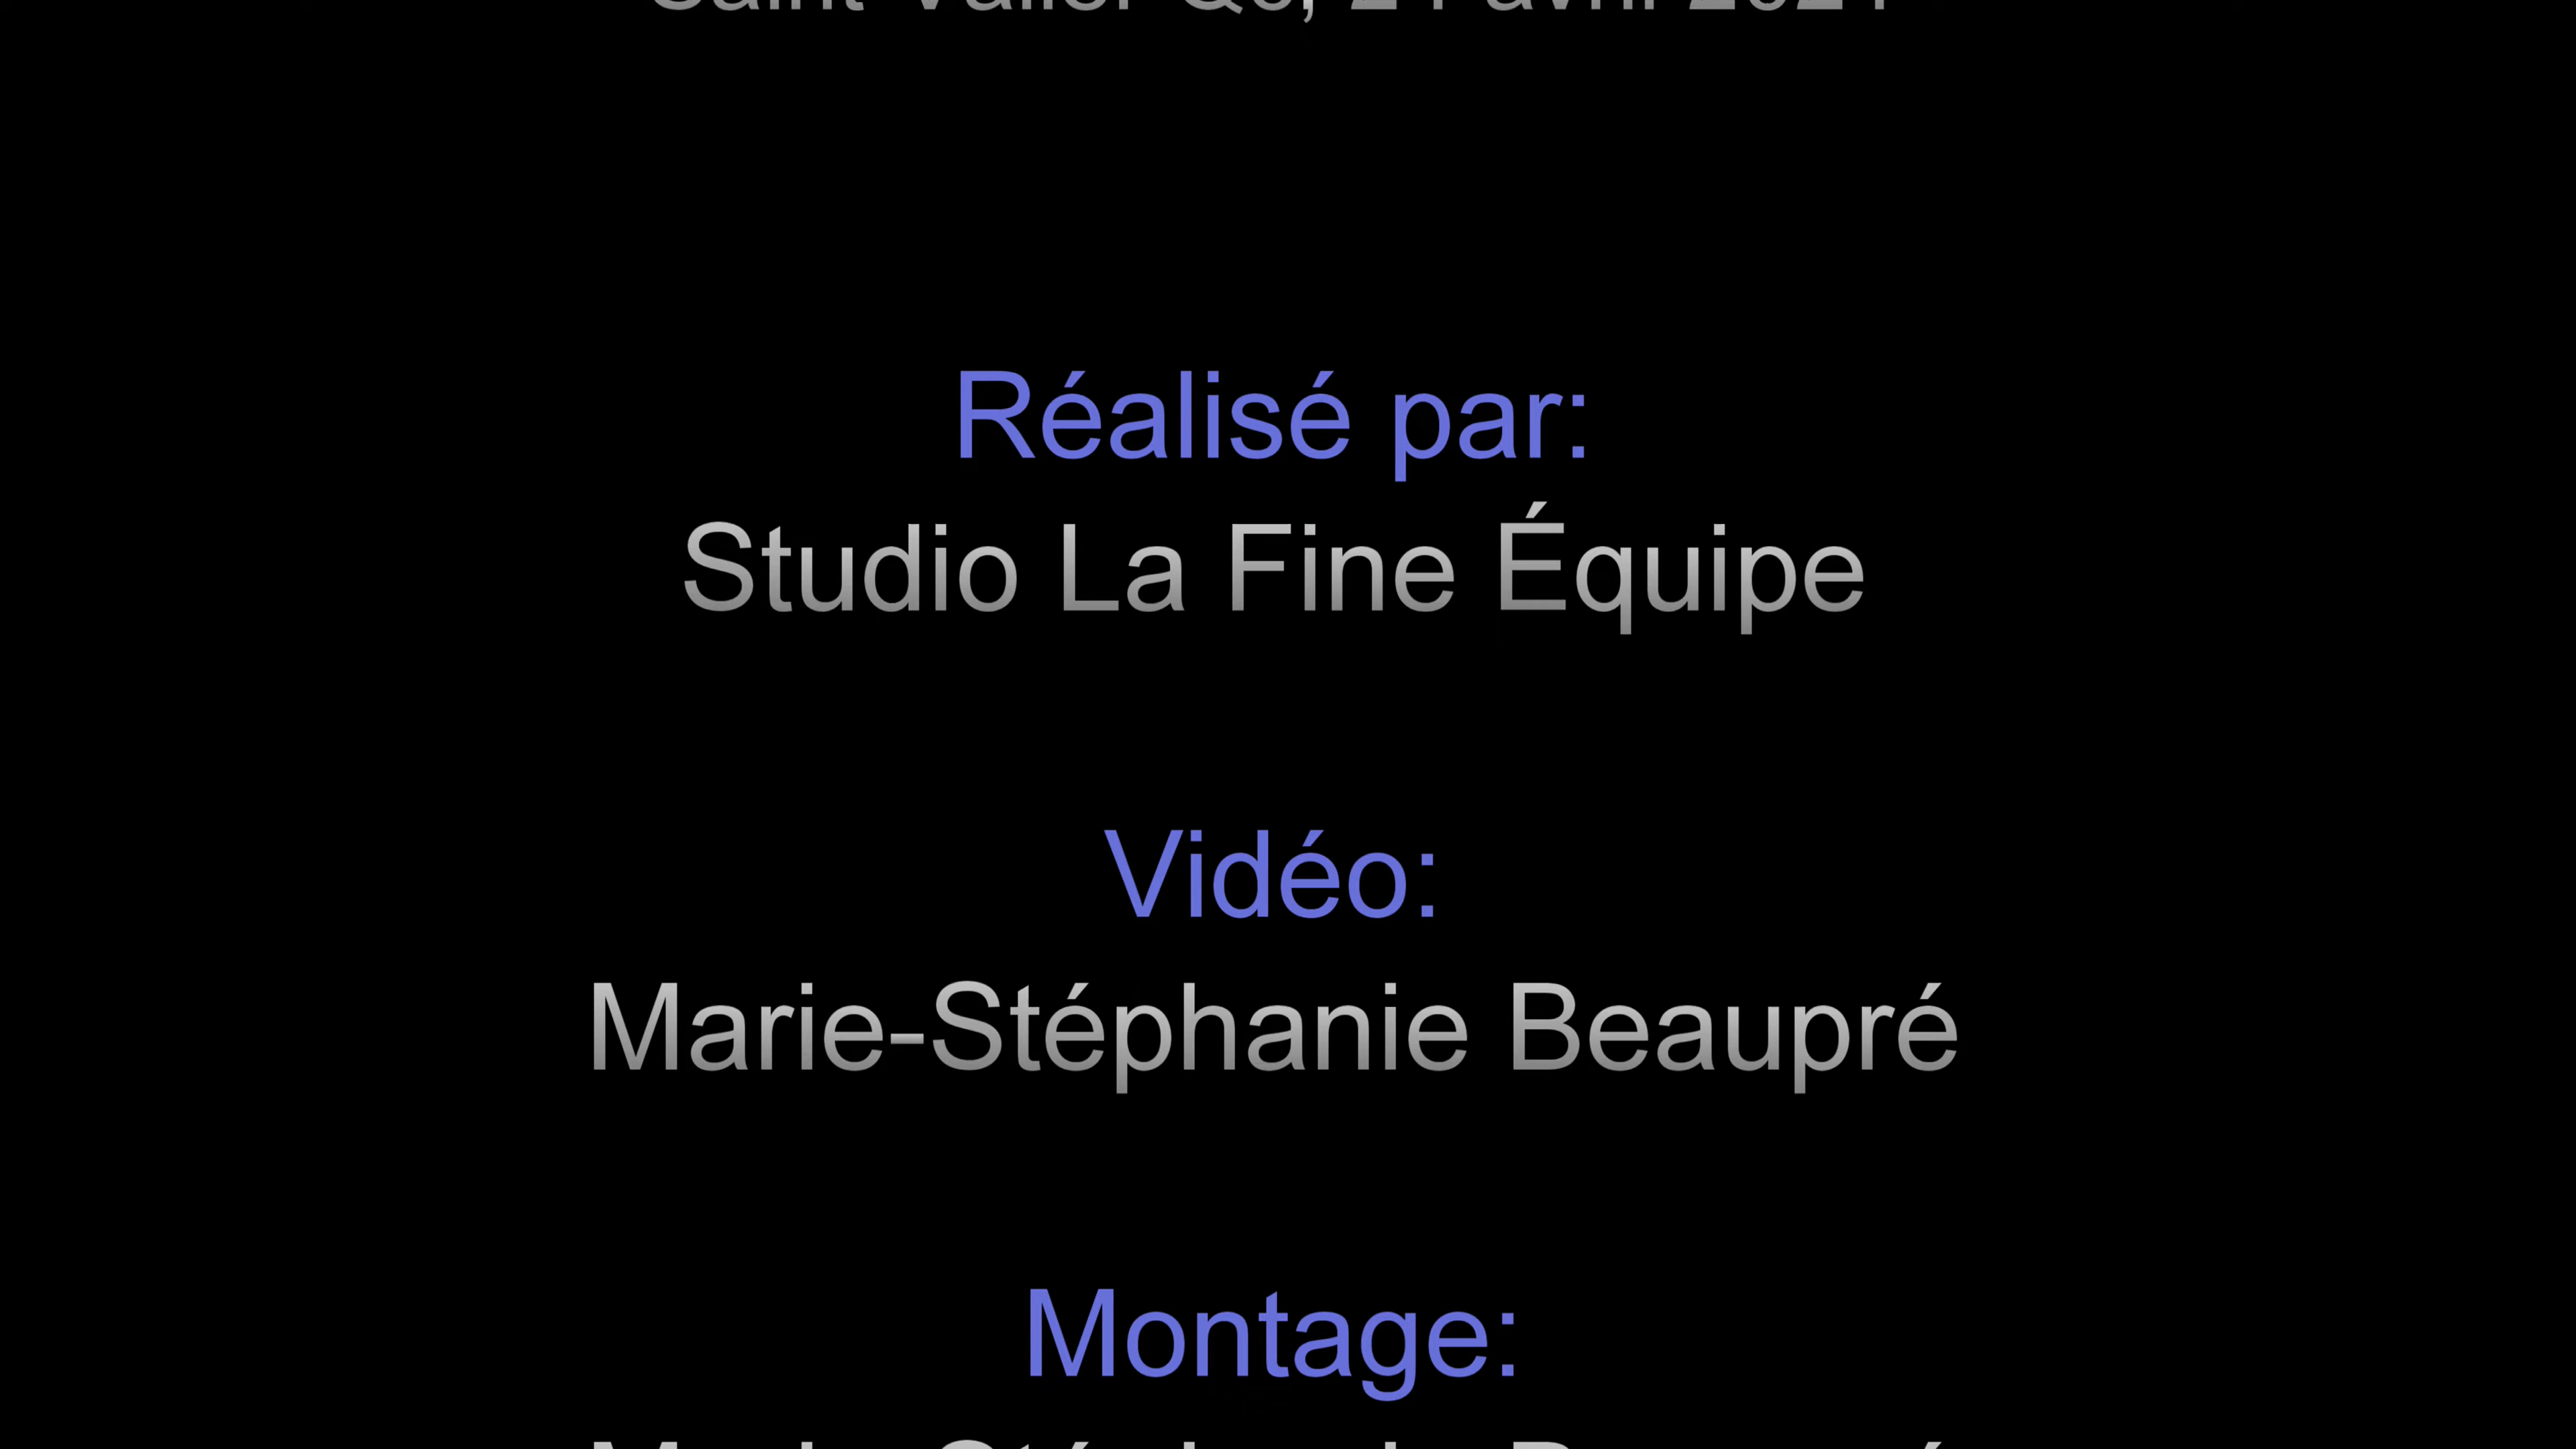 Réalisé par:
Studio La Fine Équipe
Vidéo:
Marie-Stéphanie Beaupré
Montage: